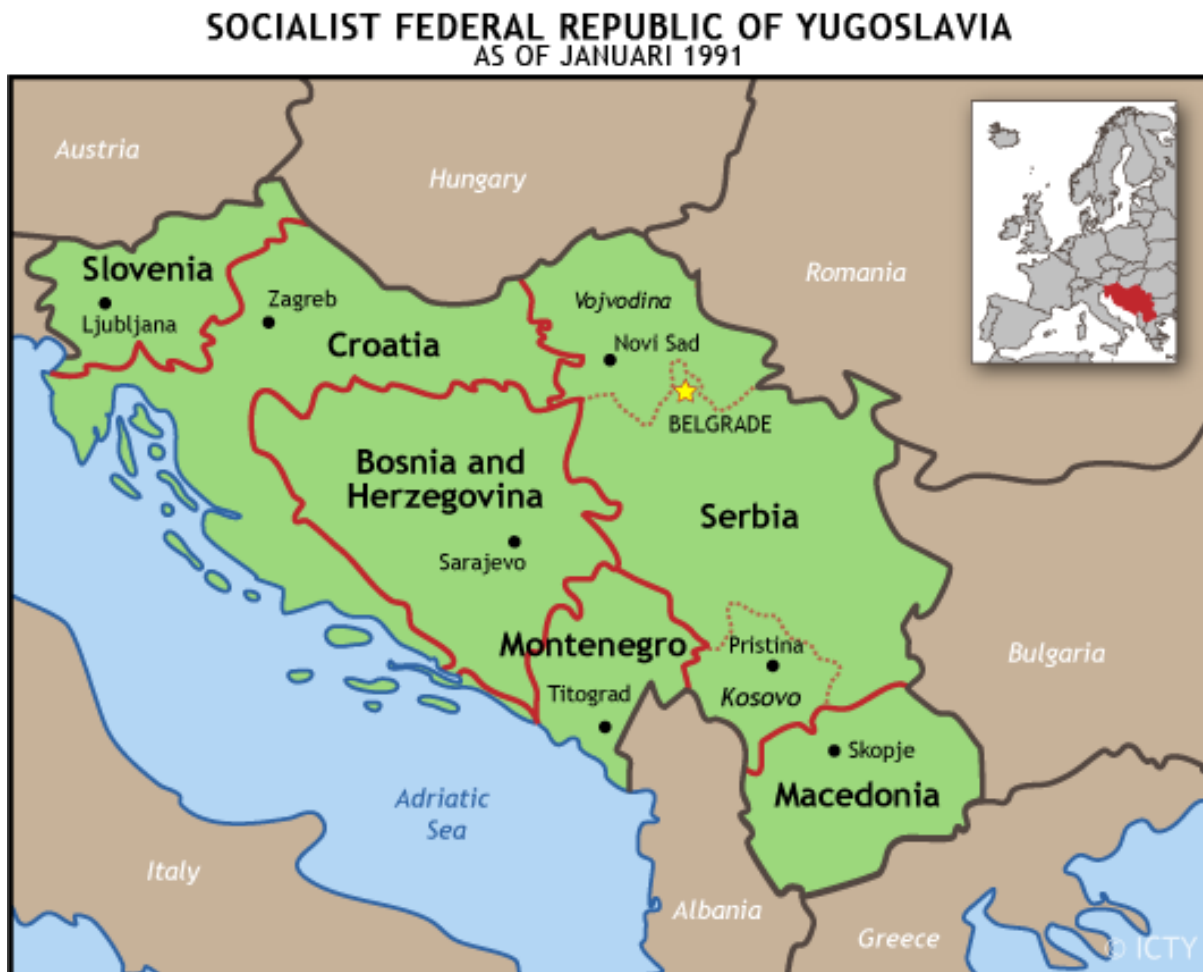 SOCIALIST FEDERAL REPUBLIC OF YUGOSLAVIA
AS OF JANUARI 1991
Austria
Hungary
Romania
Slovenia
Ljubljana
Zagreb
Croatia
Vojvodina
Novi Sad
BELGRADE
Bosnia and
Herzegovina
Sarajevo
Serbia
Montenegro
Titograd
Pristina
Kosovo
Bulgaria
Skopje
Macedonia
Adriatic
Sea
Italy
Albania
Greece
© ICTY